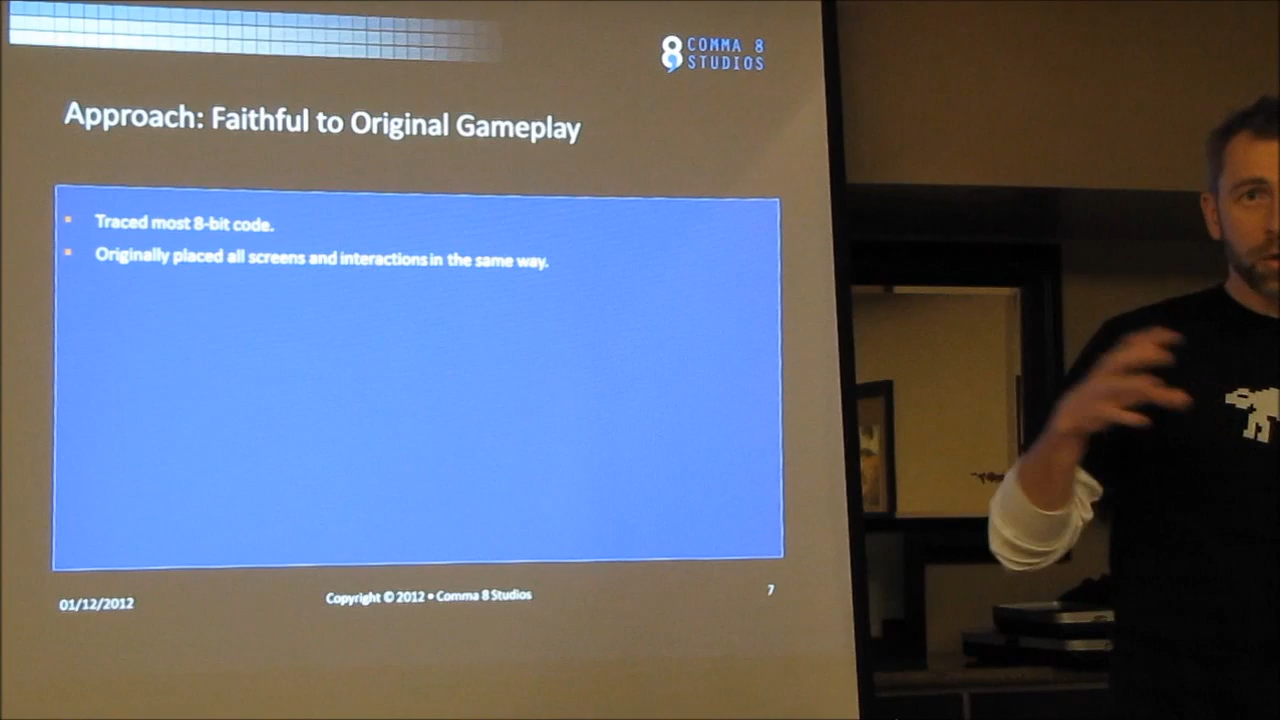 COMMA 8
STUDIOS
Approach: Faithful to Original Gameplay
Traced most 8-bit code.
Originally placed all screens and interactions in the same way.
01/12/2012
Copyright © 2012 • Comma 8 Studios
7